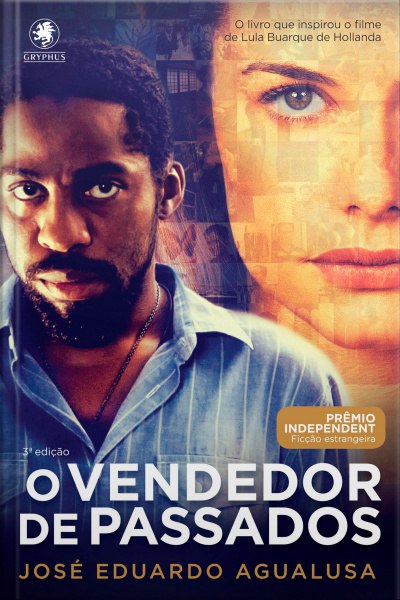 GRYPHUS
O livro que inspirou o filme
de Lula Buarque de Hollanda
PRÊMIO
INDEPENDENT
Ficção estrangeira
3ª edição
O VENDEDOR
DE PASSADOS
JOSÉ EDUARDO AGUALUSA